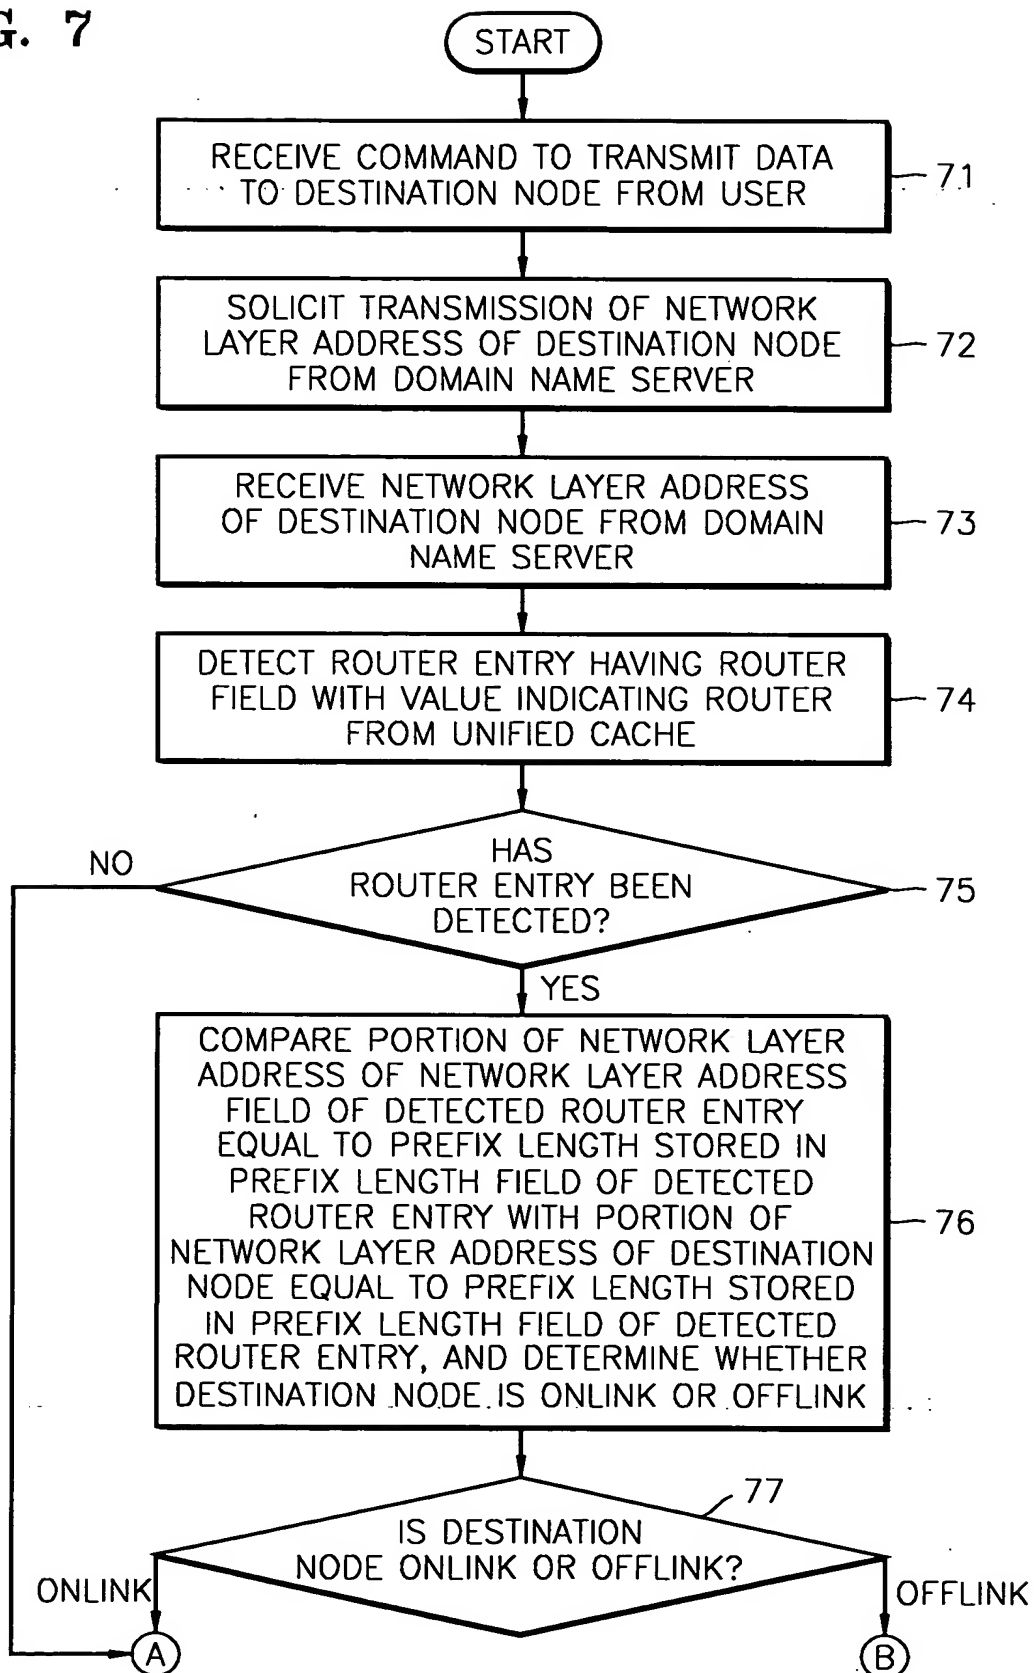 G. 7
START
RECEIVE COMMAND TO TRANSMIT DATA
TO DESTINATION NODE FROM USER
71
SOLICIT TRANSMISSION OF NETWORK
LAYER ADDRESS OF DESTINATION NODE
FROM DOMAIN NAME SERVER
72
RECEIVE NETWORK LAYER ADDRESS
OF DESTINATION NODE FROM DOMAIN
NAME SERVER
73
DETECT ROUTER ENTRY HAVING ROUTER
FIELD WITH VALUE INDICATING ROUTER
FROM UNIFIED CACHE
74
NO
HAS
ROUTER ENTRY BEEN
DETECTED?
75
YES
COMPARE PORTION OF NETWORK LAYER
ADDRESS OF NETWORK LAYER ADDRESS
FIELD OF DETECTED ROUTER ENTRY
EQUAL TO PREFIX LENGTH STORED IN
PREFIX LENGTH FIELD OF DETECTED
ROUTER ENTRY WITH PORTION OF
NETWORK LAYER ADDRESS OF DESTINATION
NODE EQUAL TO PREFIX LENGTH STORED
IN PREFIX LENGTH FIELD OF DETECTED
ROUTER ENTRY, AND DETERMINE WHETHER
DESTINATION NODE IS ONLINK OR OFFLINK
76
77
IS DESTINATION
NODE ONLINK OR OFFLINK?
ONLINK
OFFLINK
A
B